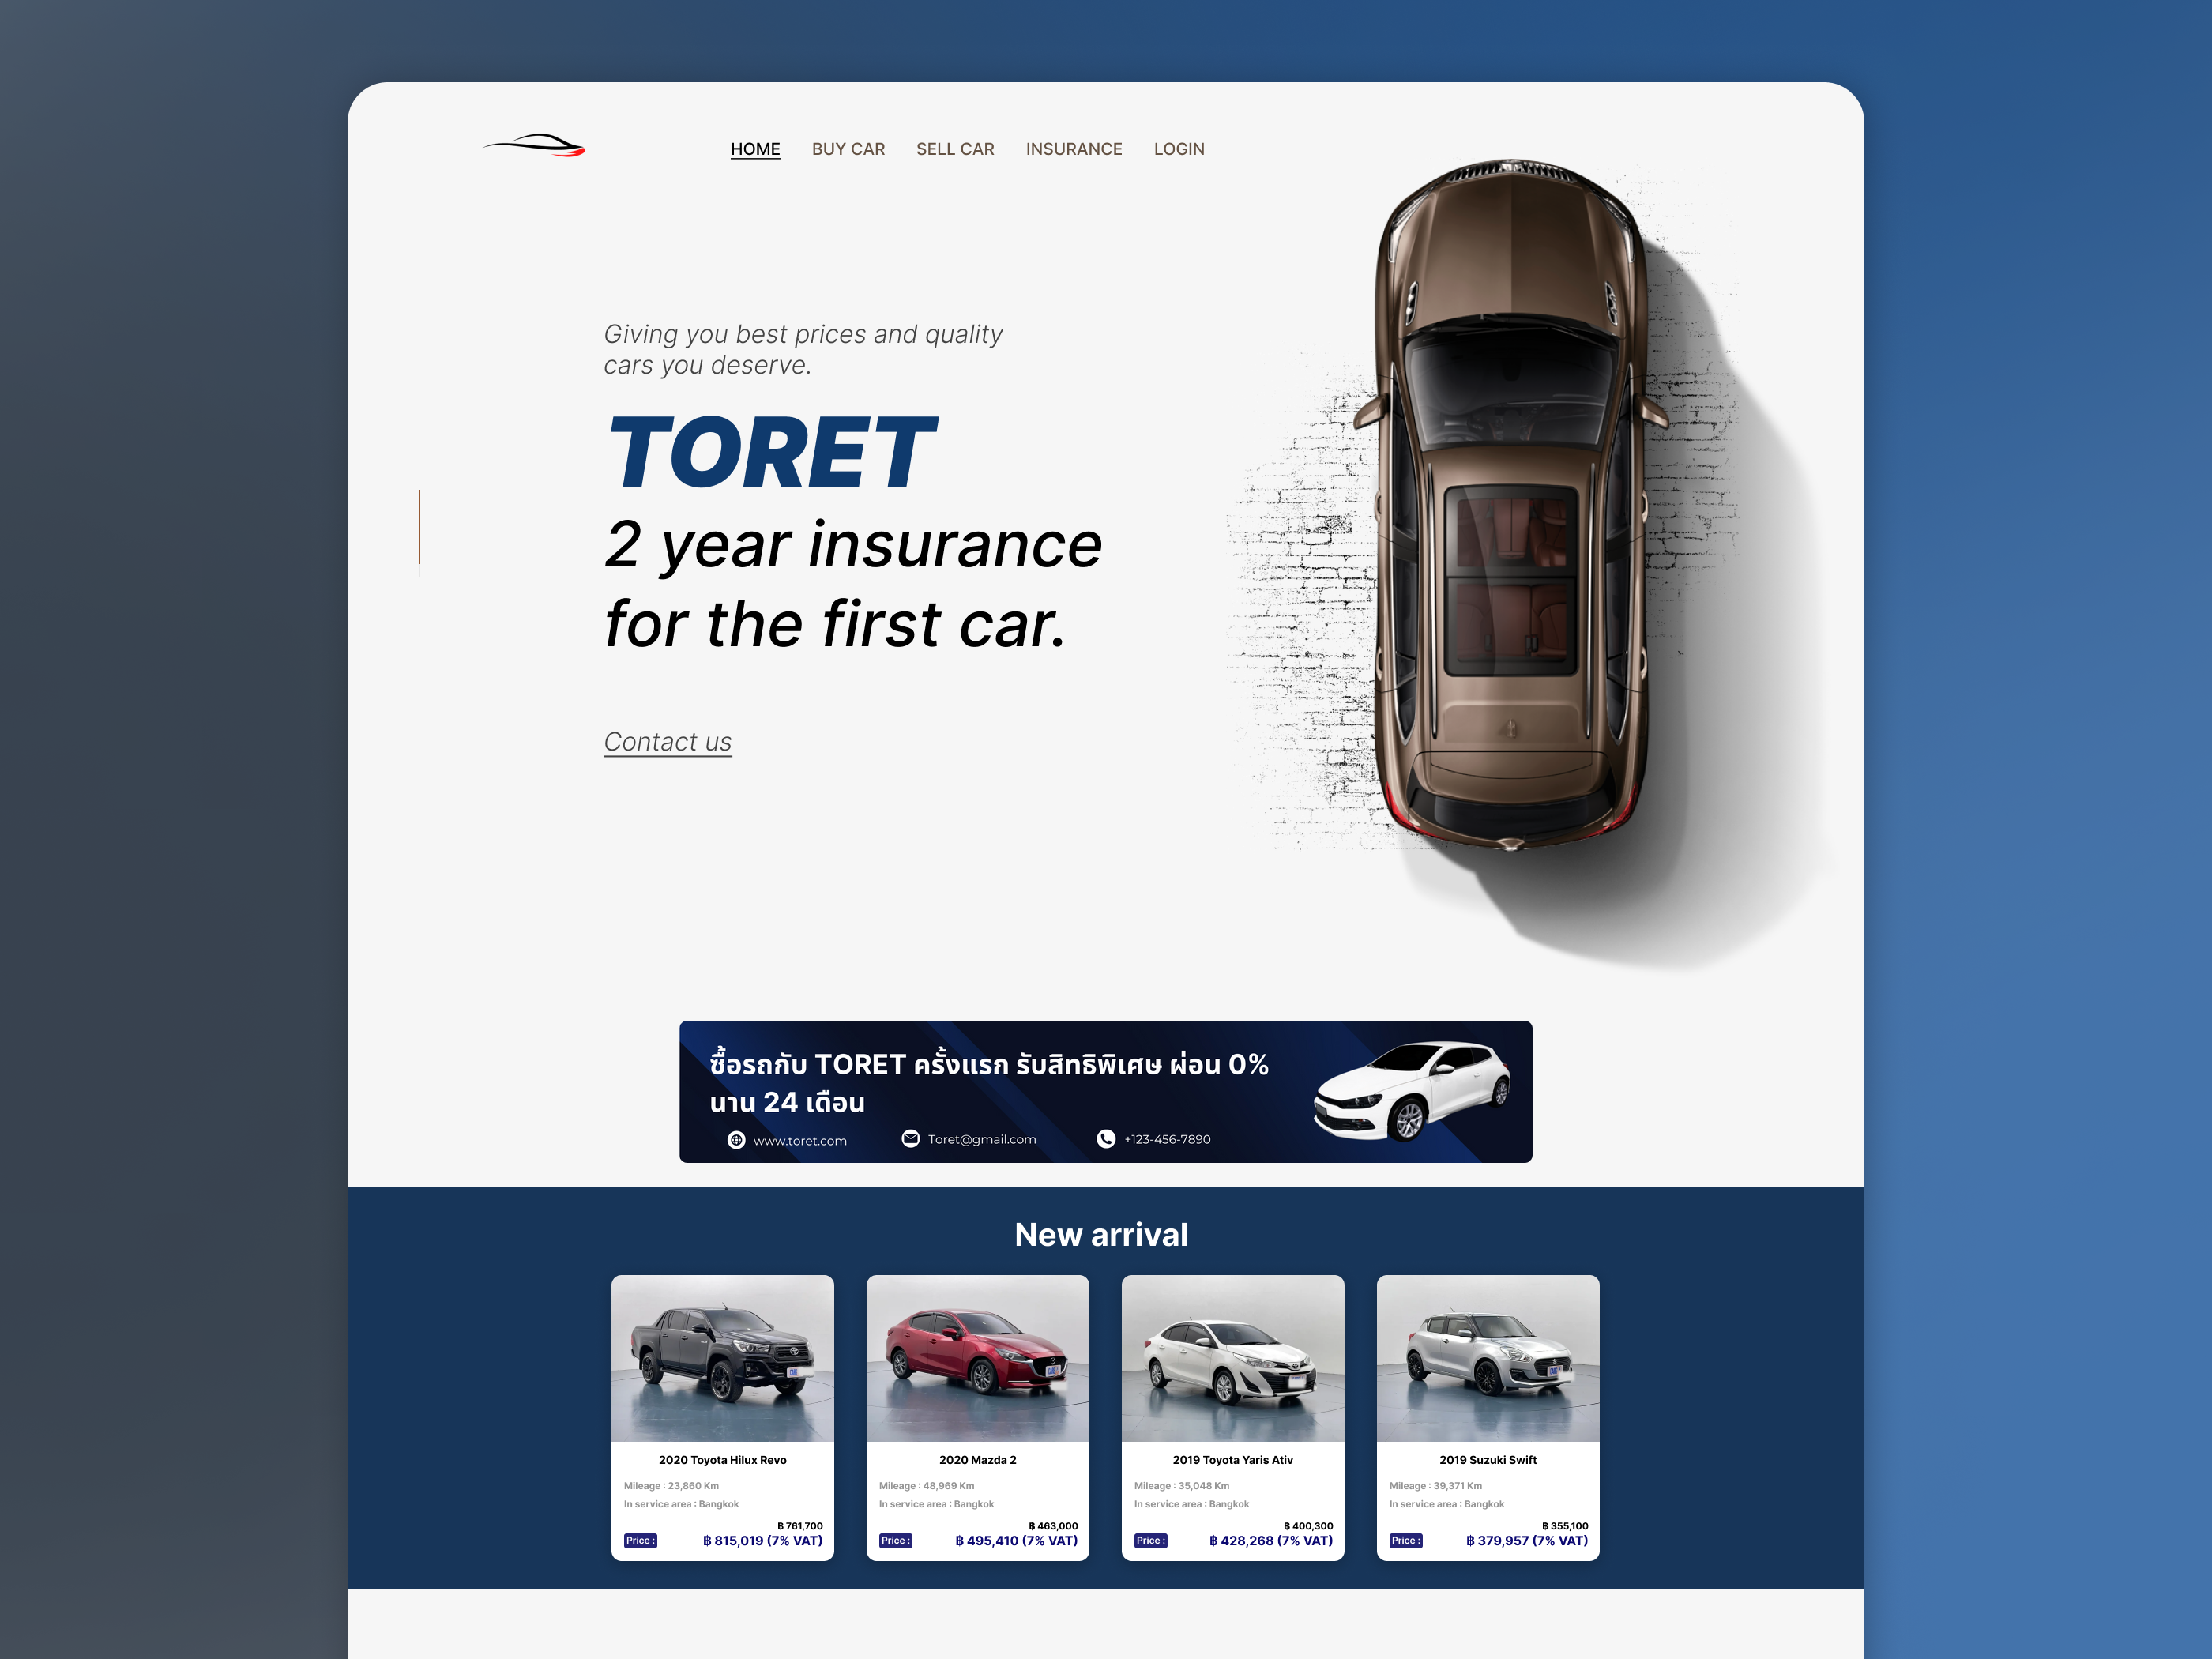 HOME BUY CAR SELL CAR INSURANCE LOGIN
Giving you best prices and quality
cars you deserve.
TORET
2 year insurance
for the first car.
Contact us
ซื้อรถกับ TORET ครั้งแรก รับสิทธิพิเศษ ผ่อน 0%
นาน 24 เดือน
www.toret.com Toret@gmail.com +123-456-7890
New arrival
2020 Toyota Hilux Revo
Mileage : 23,860 Km
In service area : Bangkok
฿ 761,700
Price : ฿ 815,019 (7% VAT)
2020 Mazda 2
Mileage : 48,969 Km
In service area : Bangkok
฿ 463,000
Price : ฿ 495,410 (7% VAT)
2019 Toyota Yaris Ativ
Mileage : 35,048 Km
In service area : Bangkok
฿ 400,300
Price : ฿ 428,268 (7% VAT)
2019 Suzuki Swift
Mileage : 39,371 Km
In service area : Bangkok
฿ 355,100
Price : ฿ 379,957 (7% VAT)